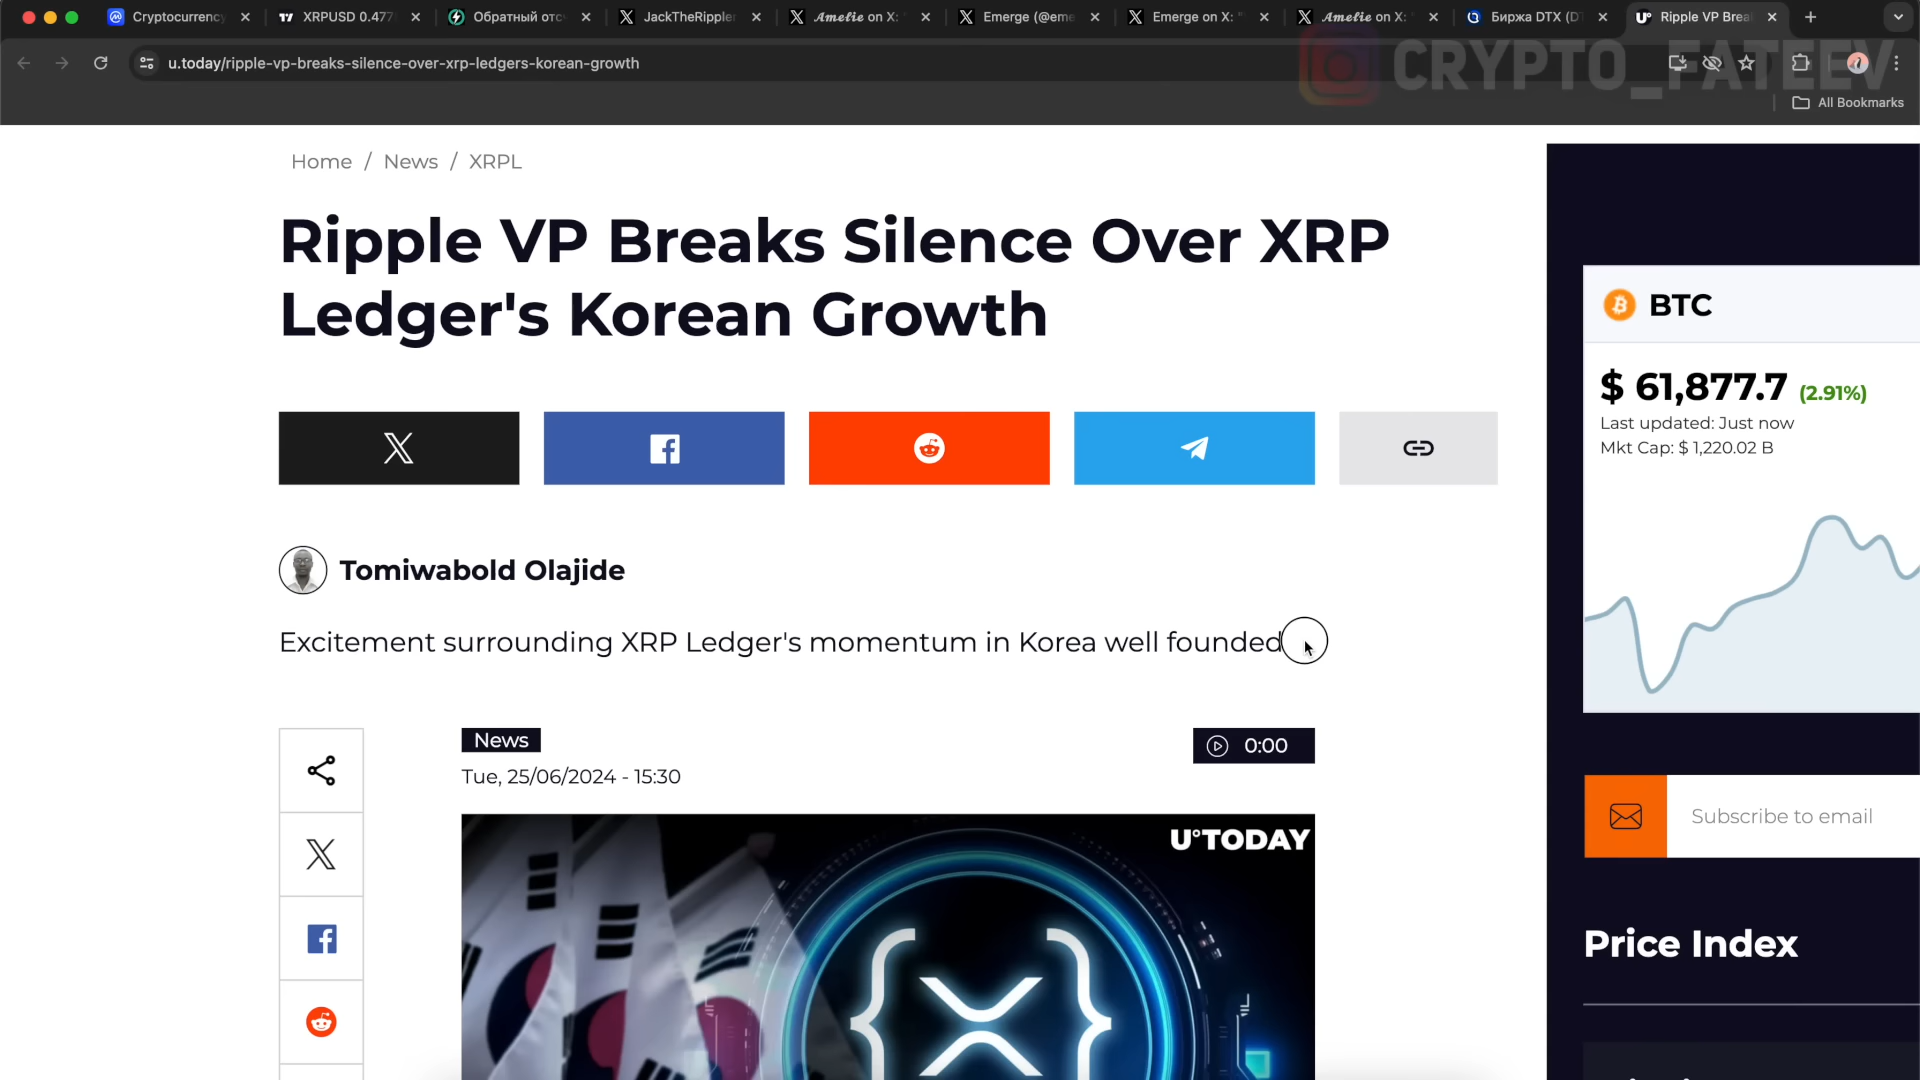 Cryptocurrency
XRPUSD 0.477
Обратный отс
JackTheRippler
Amelie on X: "
Emerge (@eme
Emerge on X: "
Amelie on X: "
Биржа DTX (D
Ripple VP Brea
u.today/ripple-vp-breaks-silence-over-xrp-ledgers-korean-growth
CRYPTO_FATEEV
All Bookmarks
Home / News / XRPL
Ripple VP Breaks Silence Over XRP
Ledger's Korean Growth
Tomiwabold Olajide
Excitement surrounding XRP Ledger's momentum in Korea well founded
News
0:00
Tue, 25/06/2024 - 15:30
U°TODAY
BTC
$ 61,877.7 (2.91%)
Last updated: Just now
Mkt Cap: $ 1,220.02 B
Subscribe to email
Price Index